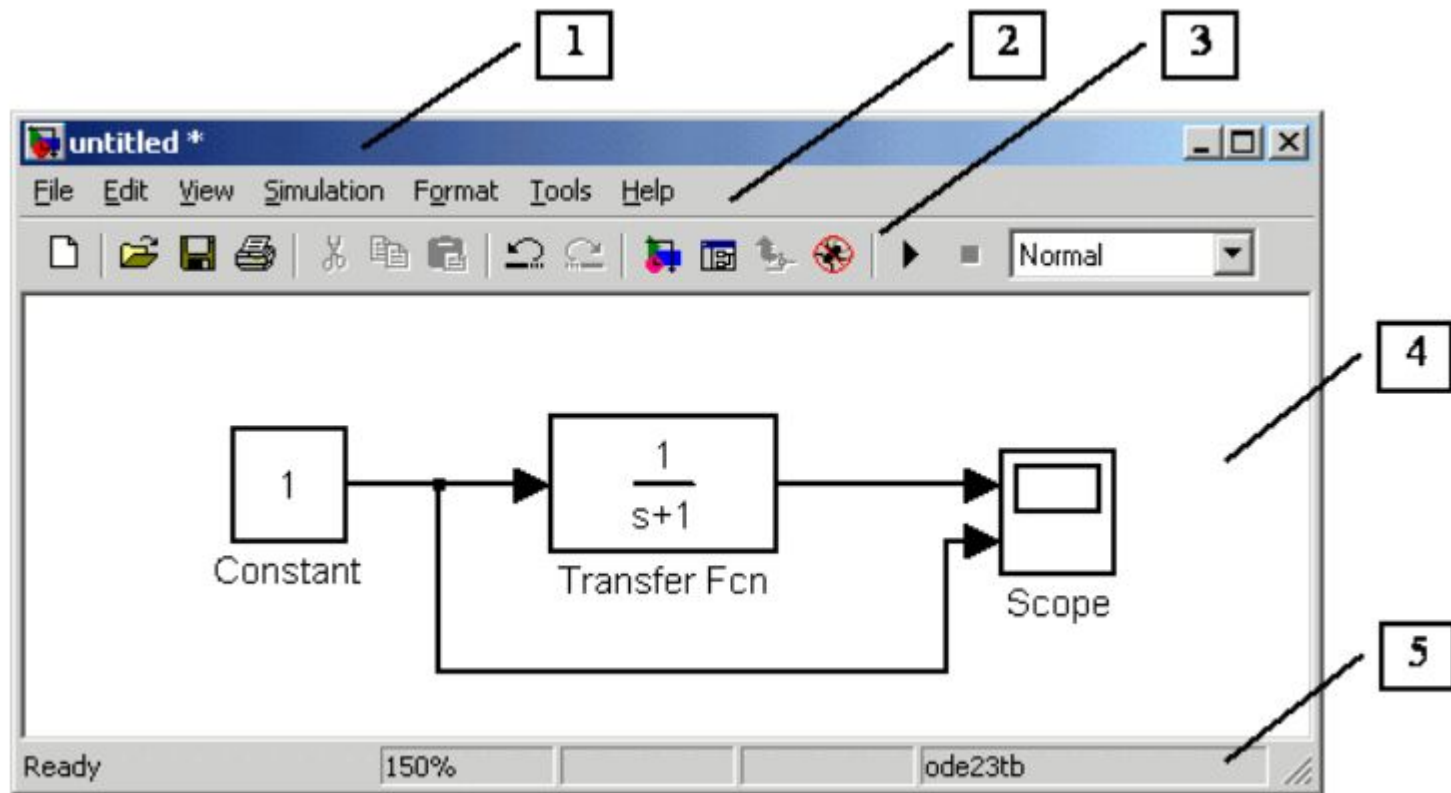 1 2 3
untitled *
File Edit View Simulation Format Tools Help
Normal
4
1
1
s+1
Constant
Transfer Fcn
Scope
5
Ready 150% ode23tb